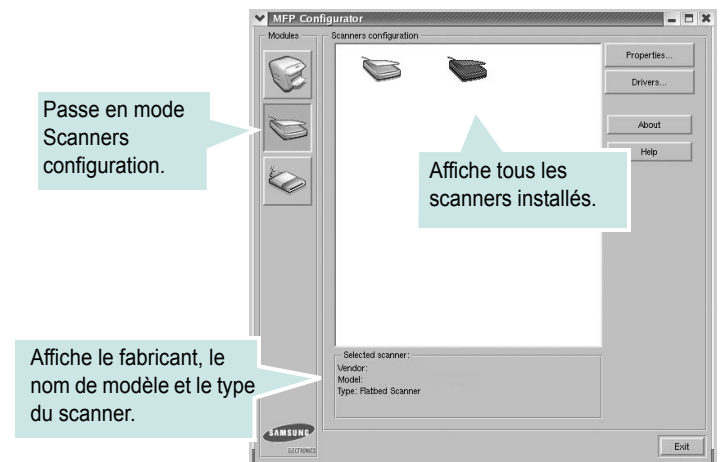 MFP Configurator
Modules
Scanners configuration
Properties...
Drivers...
About
Help
Passe en mode
Scanners
configuration.
Affiche tous les
scanners installés.
Affiche le fabricant, le
nom de modèle et le type
du scanner.
Selected scanner:
Vendor:
Model:
Type: Flatbed Scanner
SAMSUNG
ELECTRONICS
Exit